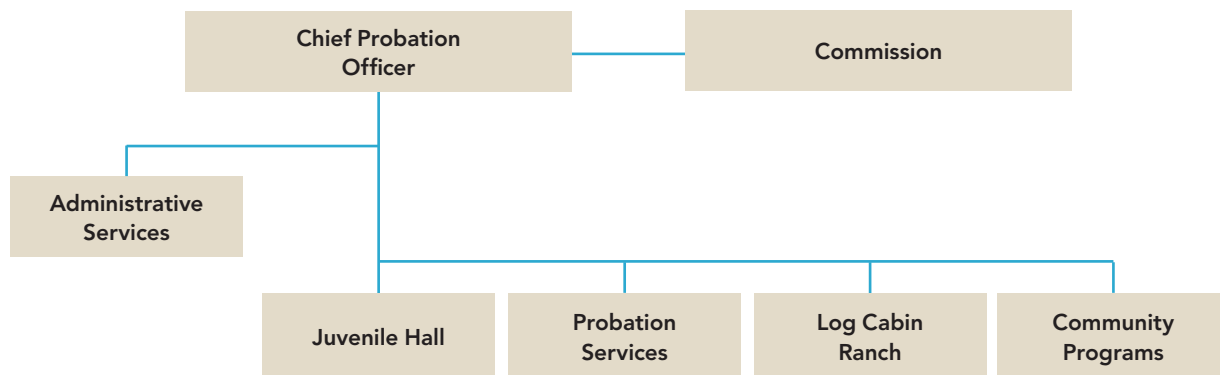 Chief Probation
Officer
Commission
Administrative
Services
Juvenile Hall
Probation
Services
Log Cabin
Ranch
Community
Programs